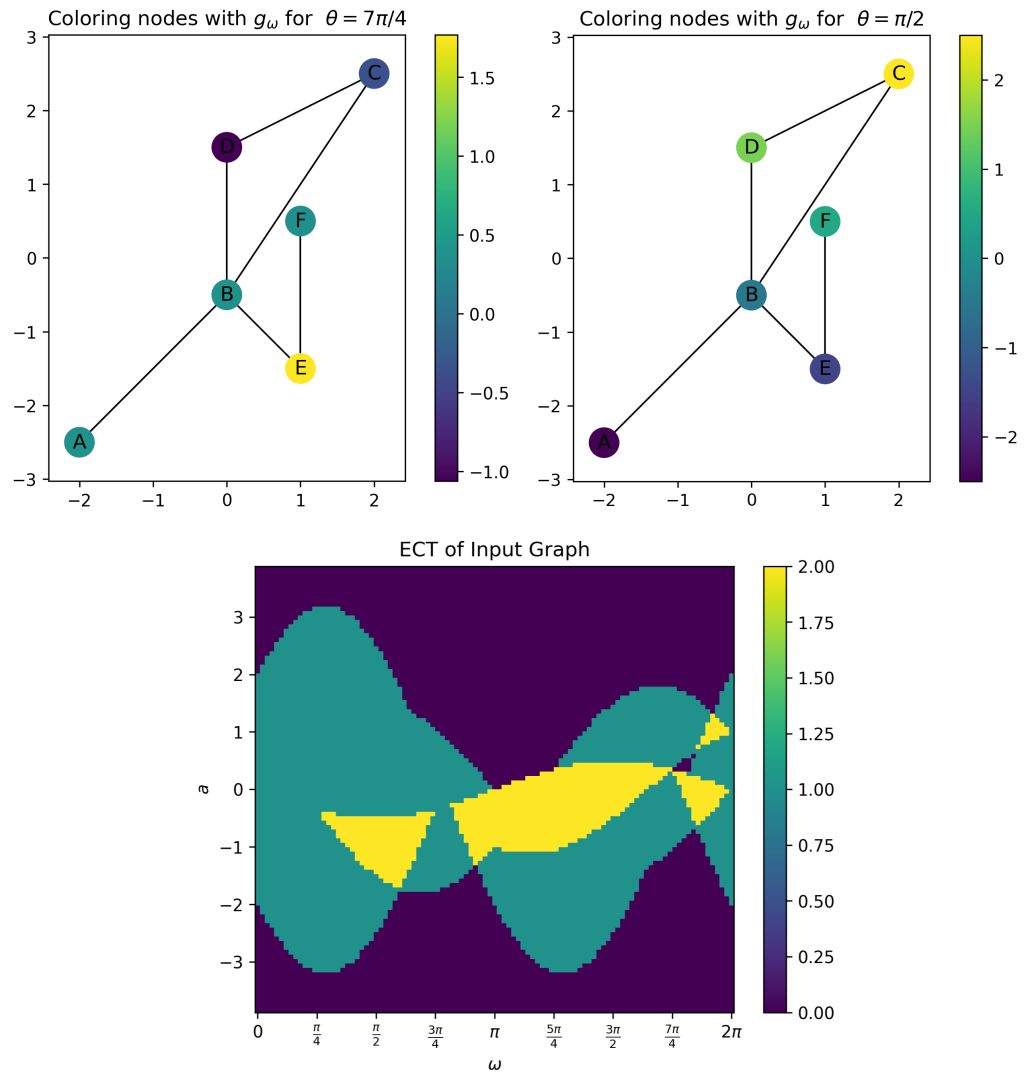 Coloring nodes with g_ω for θ = 7π/4
3
2
1
0
−1
−2
−3
−2
−1
0
1
2
A
B
C
D
E
F
1.5
1.0
0.5
0.0
−0.5
−1.0
Coloring nodes with g_ω for θ = π/2
3
2
1
0
−1
−2
−3
−2
−1
0
1
2
A
B
C
D
E
F
2
1
0
−1
−2
ECT of Input Graph
a
3
2
1
0
−1
−2
−3
0
π/4
π/2
3π/4
π
5π/4
3π/2
7π/4
2π
ω
2.00
1.75
1.50
1.25
1.00
0.75
0.50
0.25
0.00